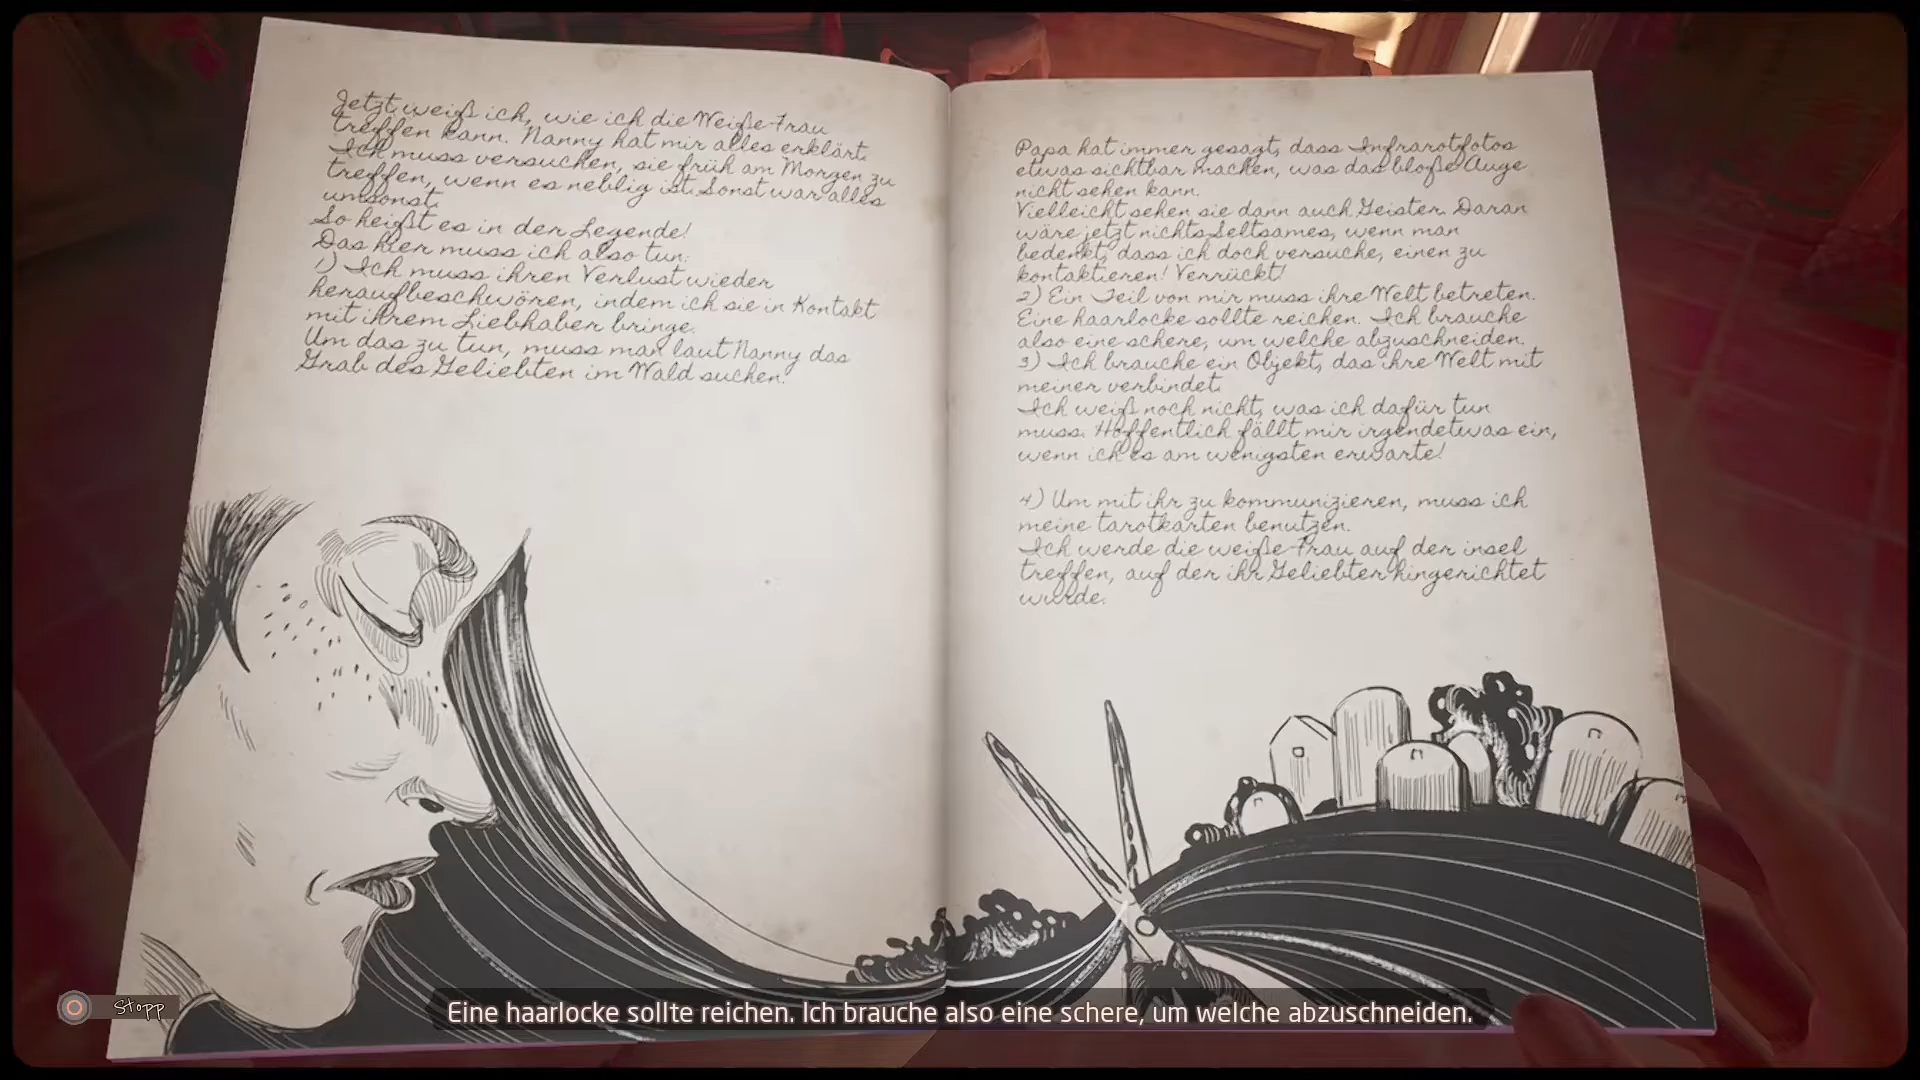 Jetzt weiß ich, wie ich die Weiße Frau
treffen kann. Nanny hat mir alles erklärt.
Ich muss versuchen, sie früh am Morgen zu
treffen, wenn es neblig ist. Sonst war alles
umsonst.
So heißt es in der Legende!
Das hier muss ich also tun:
1) Ich muss ihren Verlust wieder
heraufbeschwören, indem ich sie in Kontakt
mit ihrem Liebhaber bringe.
Um das zu tun, muss man laut Nanny das
Grab des Geliebten im Wald suchen.
Papa hat immer gesagt, dass Infrarotfotos
etwas sichtbar machen, was das bloße Auge
nicht sehen kann.
Vielleicht sehen sie dann auch Geister. Daran
wäre jetzt nichts Seltsames, wenn man
bedenkt, dass ich doch versuche, einen zu
kontaktieren! Verrückt!
2) Ein Teil von mir muss ihre Welt betreten.
Eine haarlocke sollte reichen. Ich brauche
also eine schere, um welche abzuschneiden.
3) Ich brauche ein Objekt, das ihre Welt mit
meiner verbindet.
Ich weiß noch nicht, was ich dafür tun
muss. Hoffentlich fällt mir irgendetwas ein,
wenn ich es am wenigsten erwarte!
4) Um mit ihr zu kommunizieren, muss ich
meine tarotkarten benutzen.
Ich werde die weiße Frau auf der insel
treffen, auf der ihr Geliebter hingerichtet
wurde.
Stopp
Eine haarlocke sollte reichen. Ich brauche also eine schere, um welche abzuschneiden.